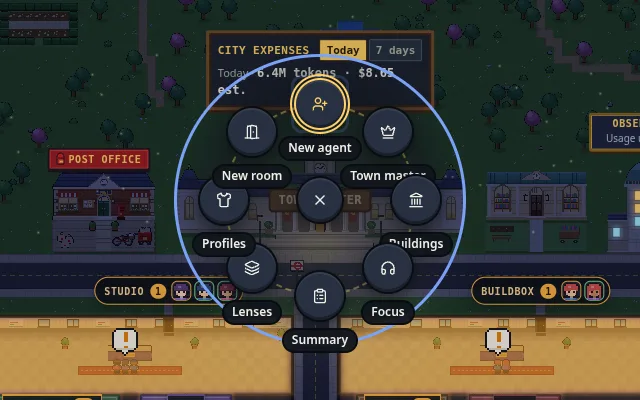 CITY EXPENSES Today 7 days
Today 6.4M tokens · $8.65
est.
New agent
New room
Town master
POST OFFICE
Usage
Profiles
Buildings
STUDIO 1
BUILDBOX 1
Lenses
Focus
Summary